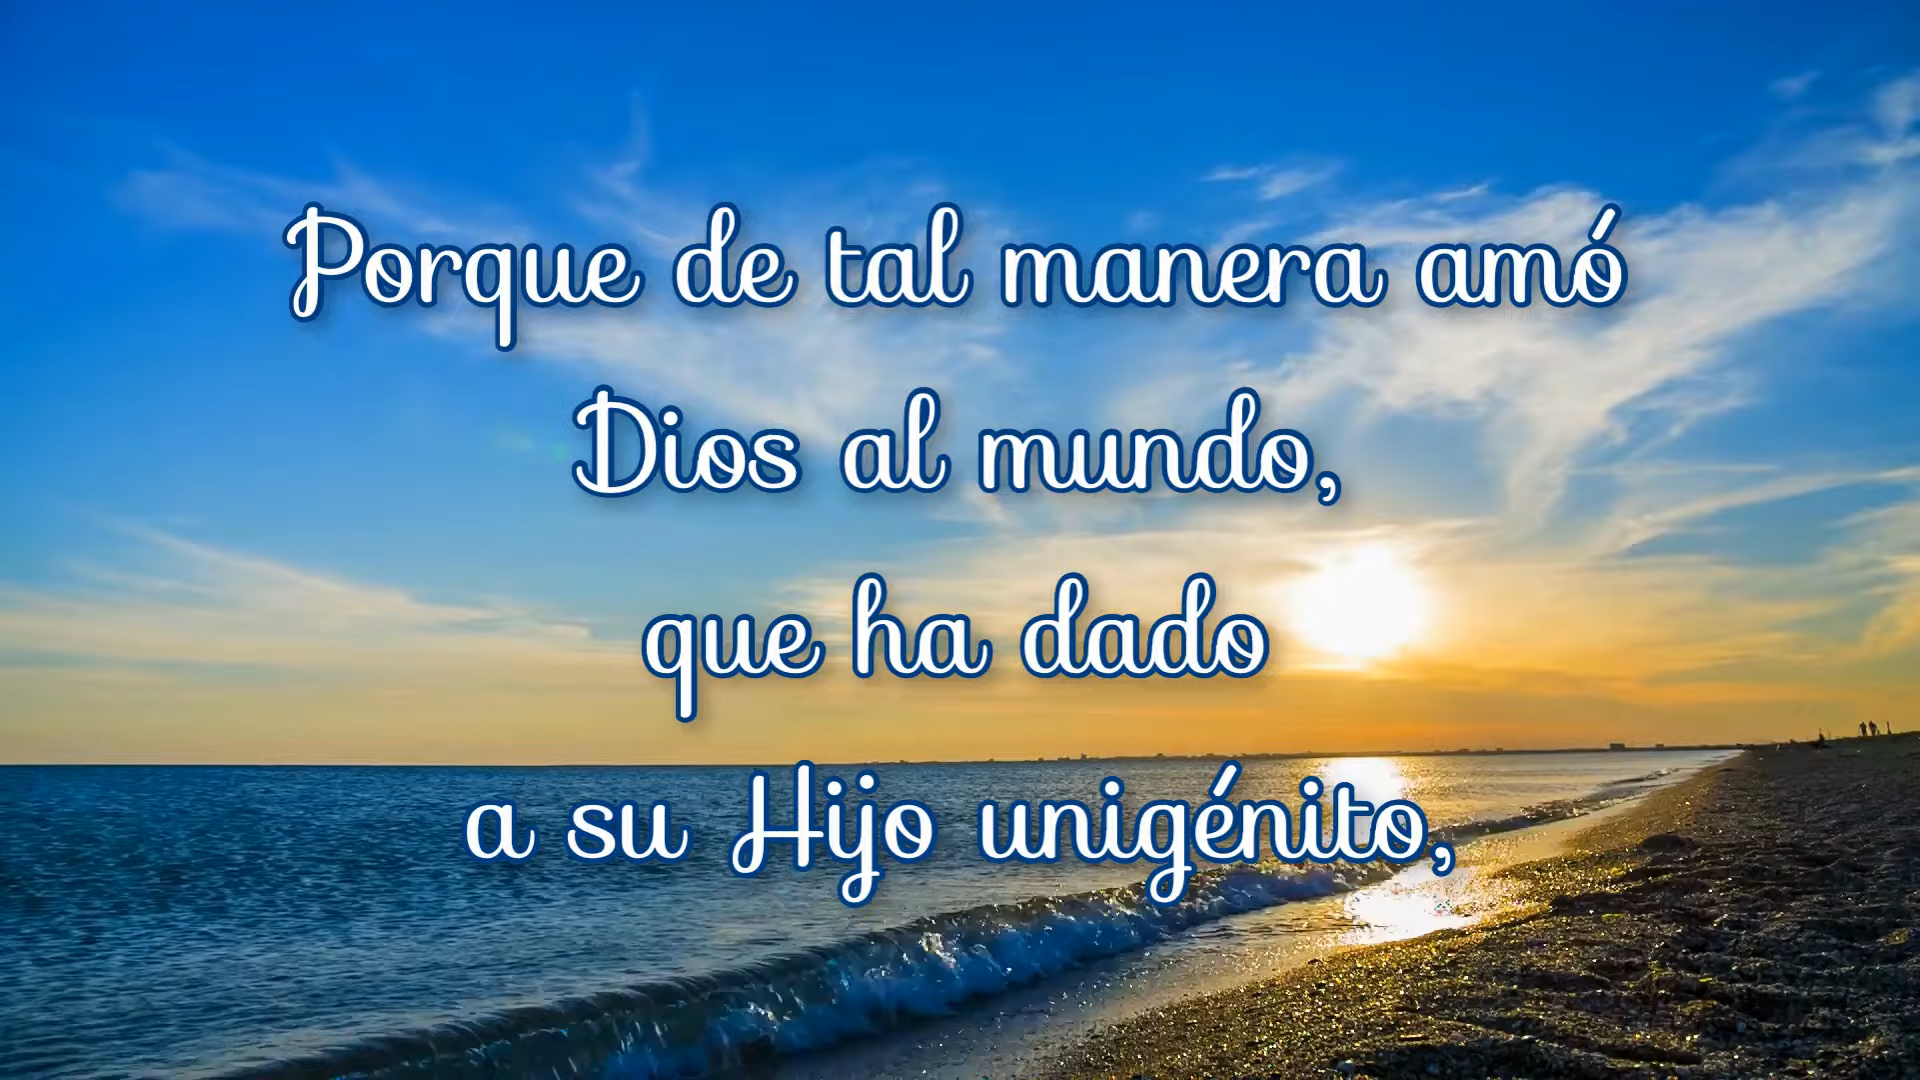 Porque de tal manera amó
Dios al mundo,
que ha dado
a su Hijo unigénito,